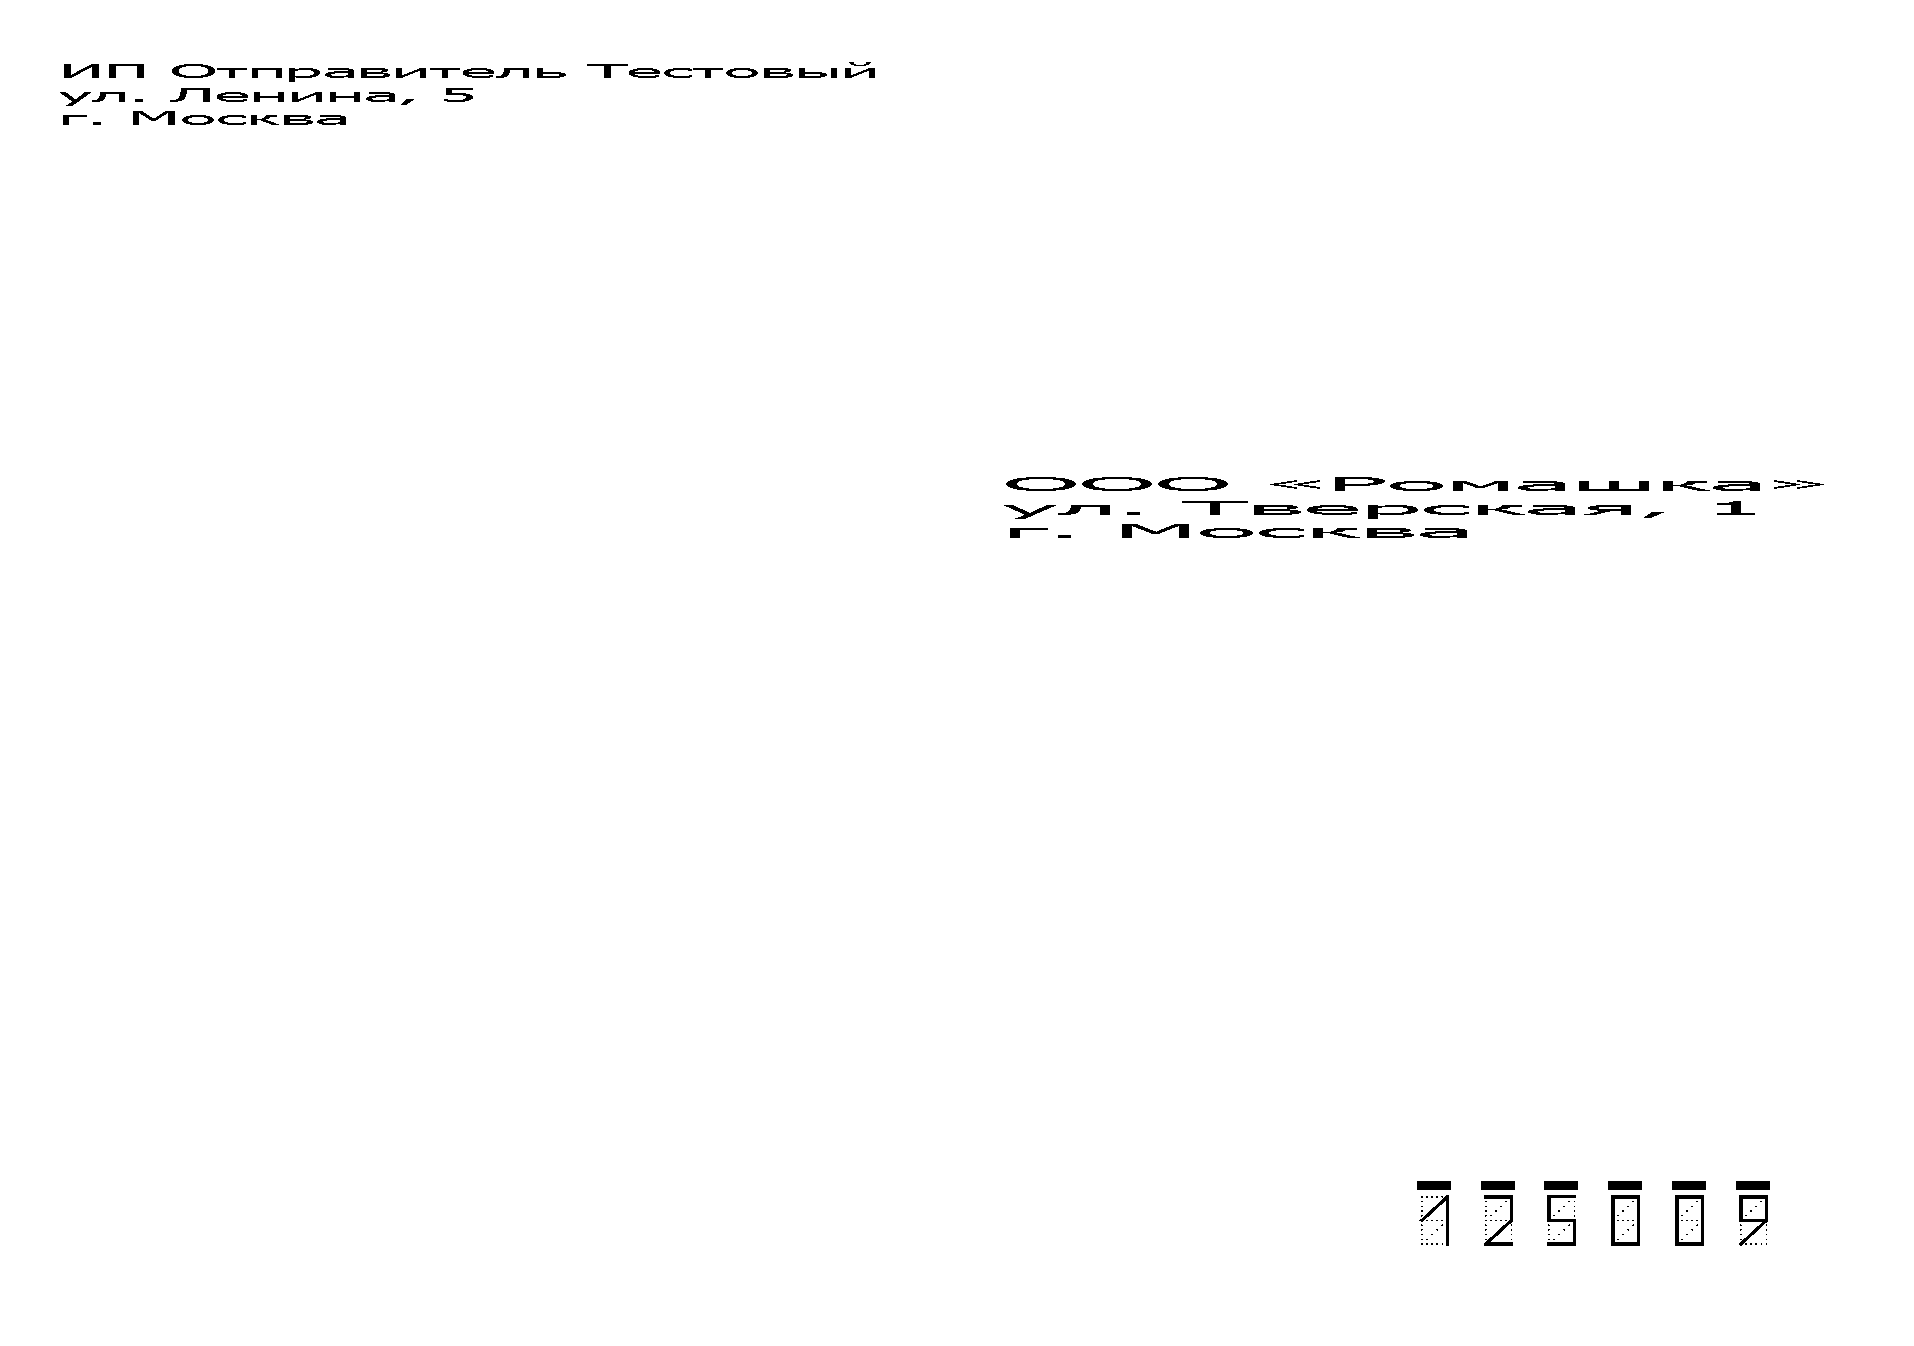 ИП Отправитель Тестовый
ул. Ленина, 5
г. Москва
ООО «Ромашка»
ул. Тверская, 1
г. Москва
125009